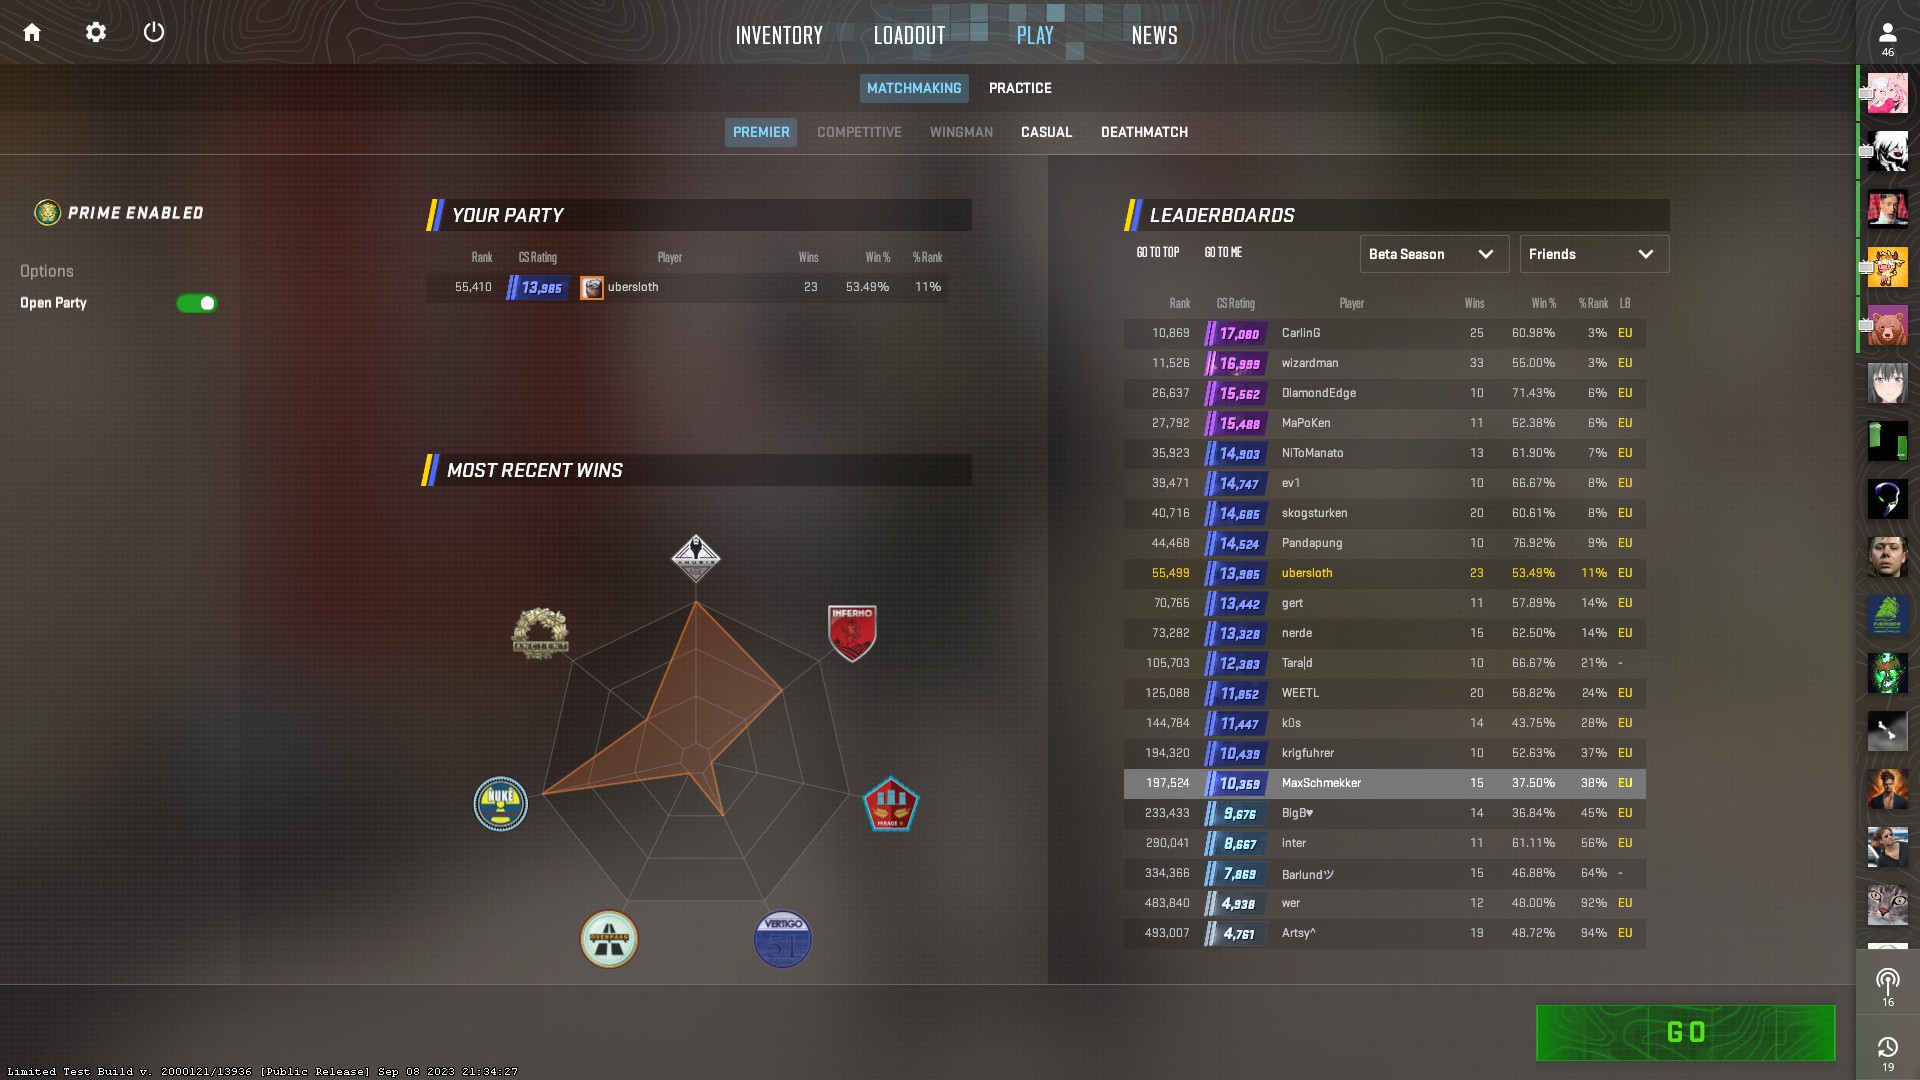 INVENTORY LOADOUT PLAY NEWS
46
MATCHMAKING PRACTICE
PREMIER COMPETITIVE WINGMAN CASUAL DEATHMATCH
PRIME ENABLED
Options
Open Party
YOUR PARTY
Rank CS Rating Player Wins Win % % Rank
55,410 13,985 ubersloth 23 53.49% 11%
MOST RECENT WINS
ANUBIS
INFERNO
ANCIENT
NUKE
MIRAGE
OVERPASS
VERTIGO
51
LEADERBOARDS
GO TO TOP GO TO ME Beta Season Friends
Rank CS Rating Player Wins Win % % Rank LB
10,869 17,080 CarlinG 25 60.98% 3% EU
11,526 16,999 wizardman 33 55.00% 3% EU
26,637 15,562 DiamondEdge 10 71.43% 6% EU
27,792 15,488 MaPoKen 11 52.38% 6% EU
35,923 14,903 NiToManato 13 61.90% 7% EU
39,471 14,747 ev1 10 66.67% 8% EU
40,716 14,685 skogsturken 20 60.61% 8% EU
44,468 14,524 Pandapung 10 76.92% 9% EU
55,499 13,985 ubersloth 23 53.49% 11% EU
70,765 13,442 gert 11 57.89% 14% EU
73,282 13,328 nerde 15 62.50% 14% EU
105,703 12,383 Tara|d 10 66.67% 21% -
125,088 11,852 WEETL 20 58.82% 24% EU
144,784 11,447 k0s 14 43.75% 28% EU
194,320 10,439 krigfuhrer 10 52.63% 37% EU
197,524 10,359 MaxSchmekker 15 37.50% 38% EU
233,433 9,676 BigB♥ 14 36.84% 45% EU
290,041 8,667 inter 11 61.11% 56% EU
334,366 7,869 Barlundツ 15 46.88% 64% -
483,840 4,938 wer 12 48.00% 92% EU
493,007 4,761 Artsy^ 19 48.72% 94% EU
16
GO
19
Limited Test Build v. 2000121/13936 [Public Release] Sep 08 2023 21:34:27